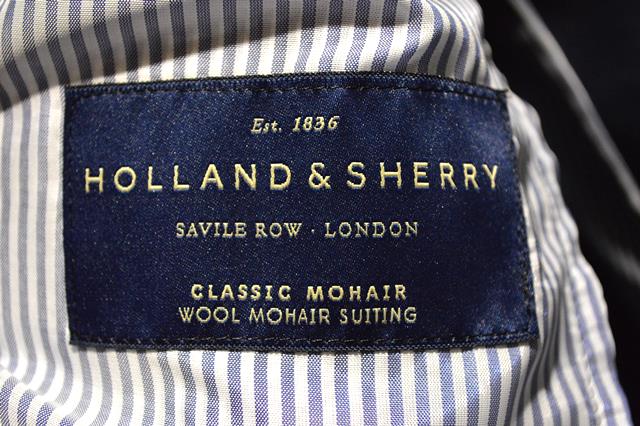 Est. 1836
HOLLAND & SHERRY
SAVILE ROW · LONDON
CLASSIC MOHAIR
WOOL MOHAIR SUITING